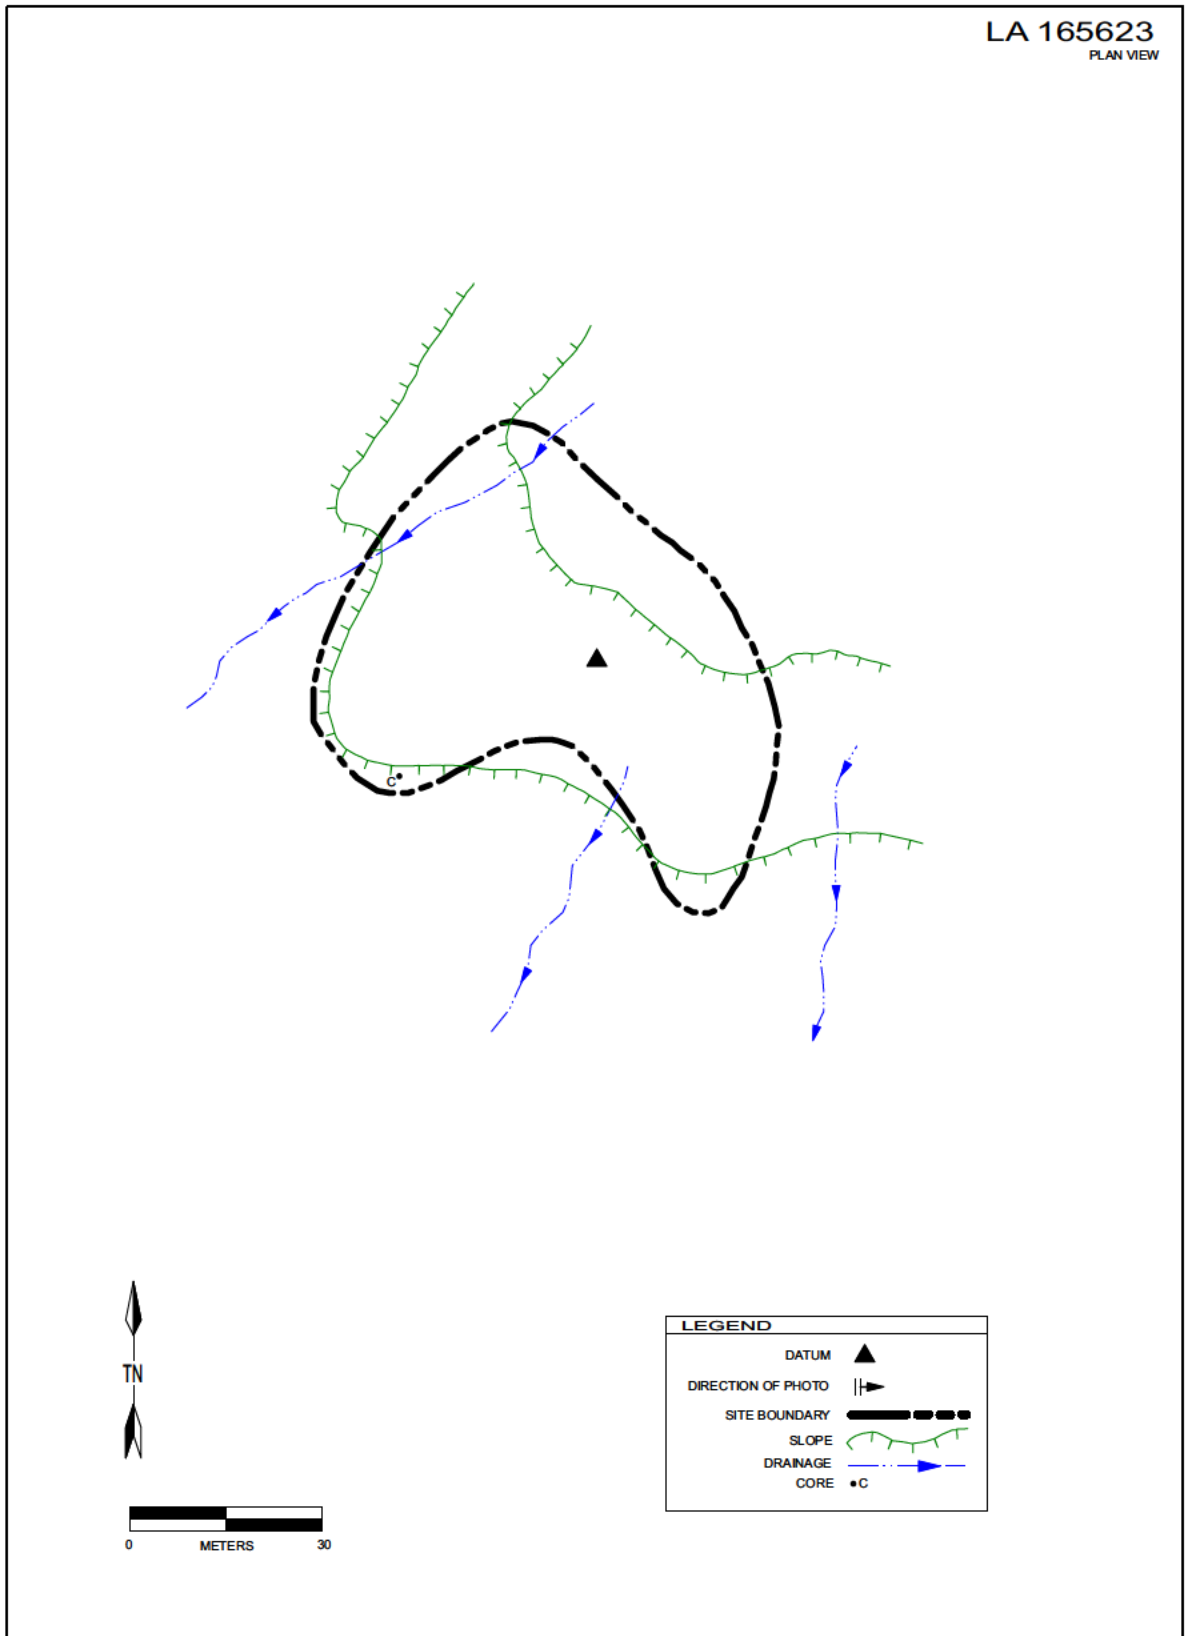 LA 165623
PLAN VIEW
C
TN
0 METERS 30
LEGEND
DATUM
DIRECTION OF PHOTO
SITE BOUNDARY
SLOPE
DRAINAGE
CORE C